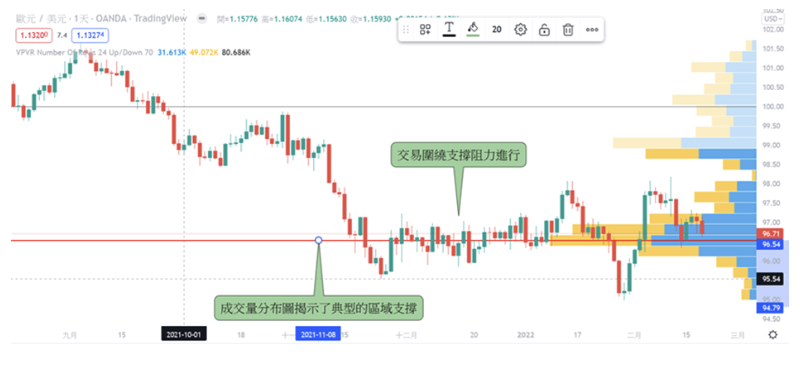 歐元 / 美元 · 1天 · OANDA · TradingView
開=1.15776 高=1.16074 低=1.15630 收=1.15930
1.13200 7.4 1.13274
VPVR Number Of Rows 24 Up/Down 70 31.613K 49.072K 80.686K
T 20
USD
102.00
101.50
101.00
100.50
100.00
99.50
99.00
98.50
98.00
97.50
97.00
96.71
96.54
96.00
95.54
95.00
94.79
94.50
交易圍繞支撐阻力進行
成交量分布圖揭示了典型的區域支撐
九月 15 2021-10-01 18 十一 2021-11-08 15 十二月 20 2022 17 二月 15 三月